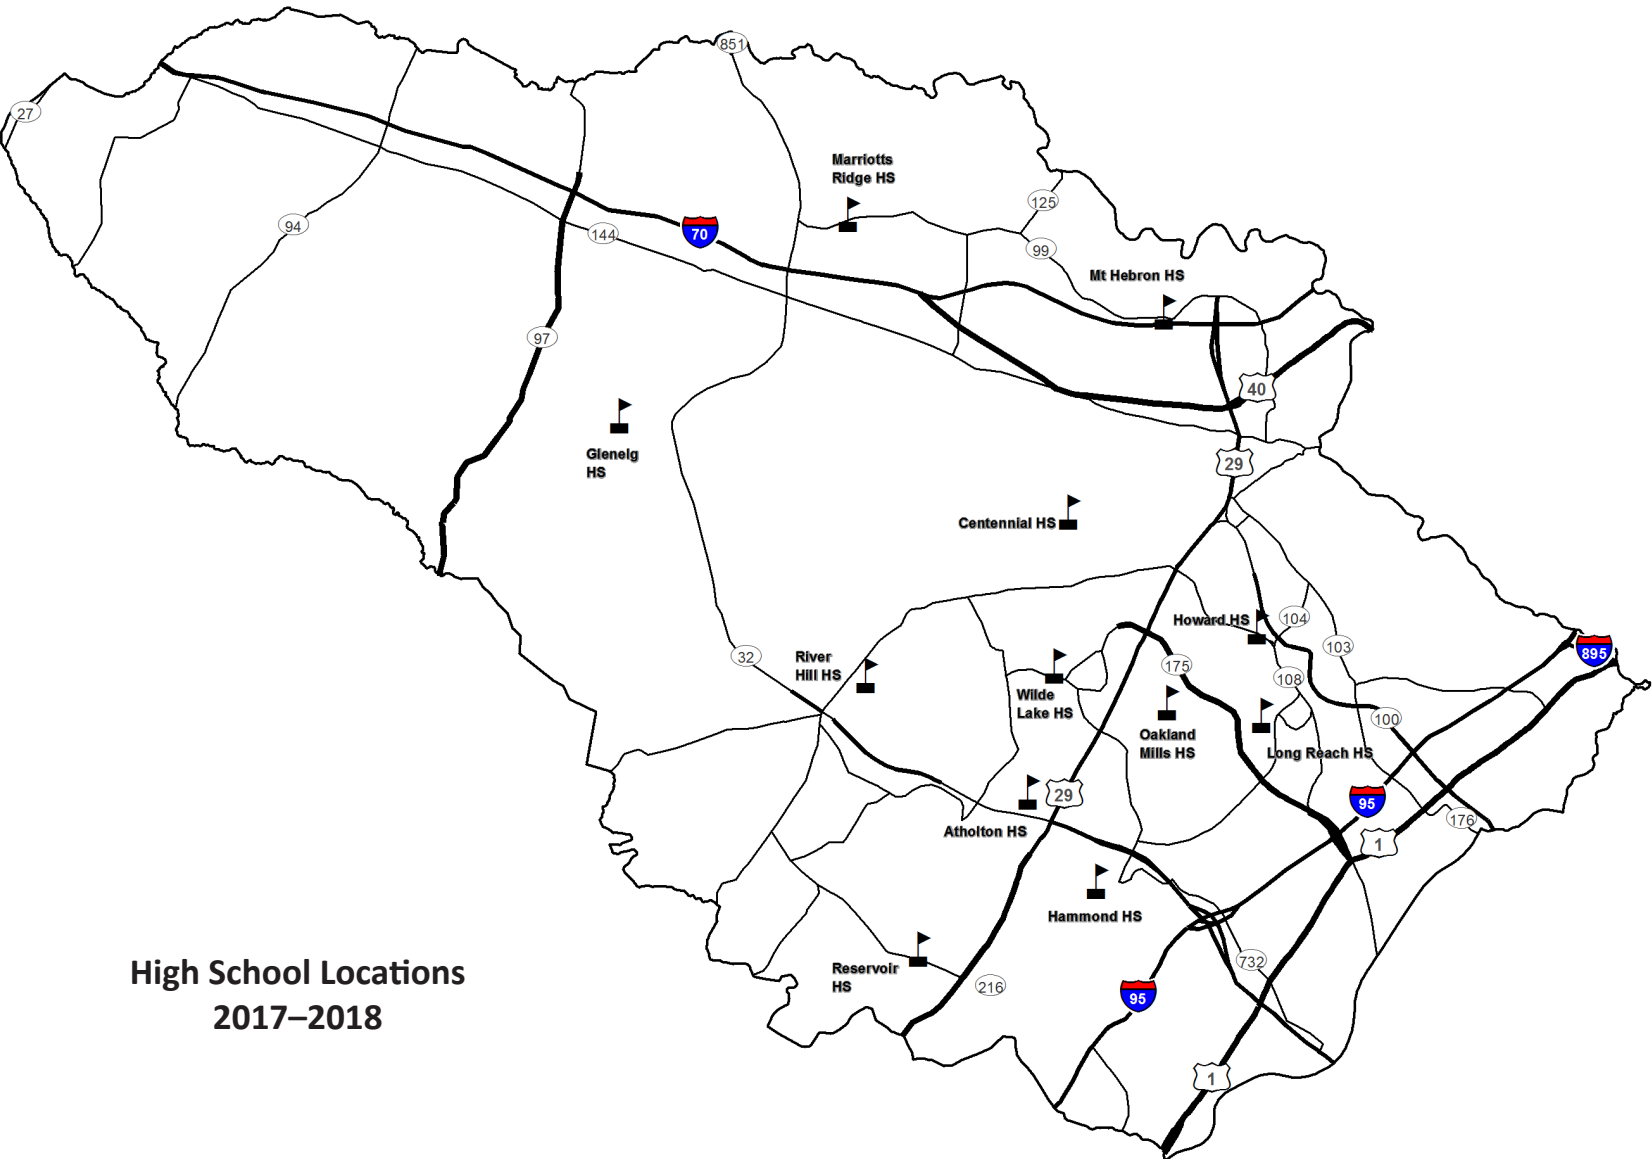 851
27
Marriotts
Ridge HS
125
94
144
70
99
Mt Hebron HS
97
40
Glenelg
HS
29
Centennial HS
Howard HS
104
103
895
32
River
Hill HS
175
108
Wilde
Lake HS
100
Oakland
Mills HS
Long Reach HS
29
95
176
Atholton HS
1
Hammond HS
732
Reservoir
HS
216
95
High School Locations
2017–2018
1